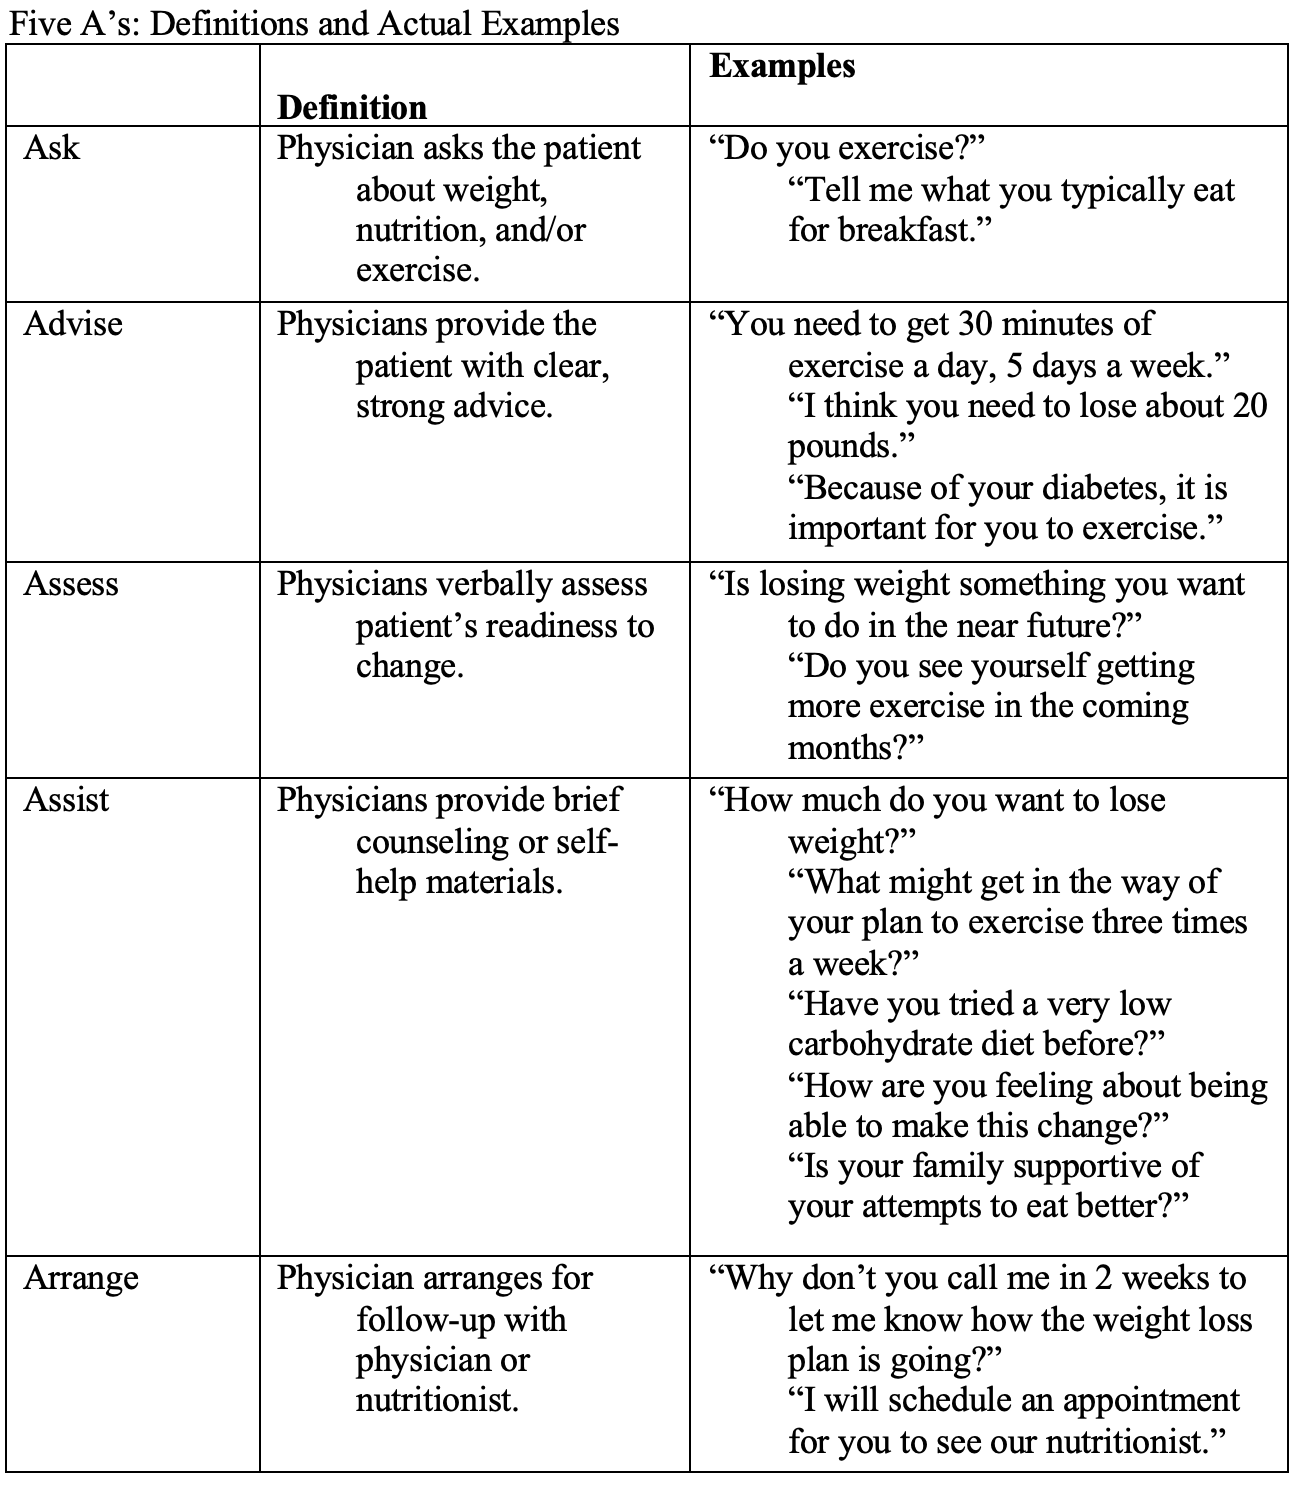 Five A’s: Definitions and Actual Examples
Definition
Examples
Ask
Physician asks the patient
about weight,
nutrition, and/or
exercise.
“Do you exercise?”
“Tell me what you typically eat
for breakfast.”
Advise
Physicians provide the
patient with clear,
strong advice.
“You need to get 30 minutes of
exercise a day, 5 days a week.”
“I think you need to lose about 20
pounds.”
“Because of your diabetes, it is
important for you to exercise.”
Assess
Physicians verbally assess
patient’s readiness to
change.
“Is losing weight something you want
to do in the near future?”
“Do you see yourself getting
more exercise in the coming
months?”
Assist
Physicians provide brief
counseling or self-
help materials.
“How much do you want to lose
weight?”
“What might get in the way of
your plan to exercise three times
a week?”
“Have you tried a very low
carbohydrate diet before?”
“How are you feeling about being
able to make this change?”
“Is your family supportive of
your attempts to eat better?”
Arrange
Physician arranges for
follow-up with
physician or
nutritionist.
“Why don’t you call me in 2 weeks to
let me know how the weight loss
plan is going?”
“I will schedule an appointment
for you to see our nutritionist.”